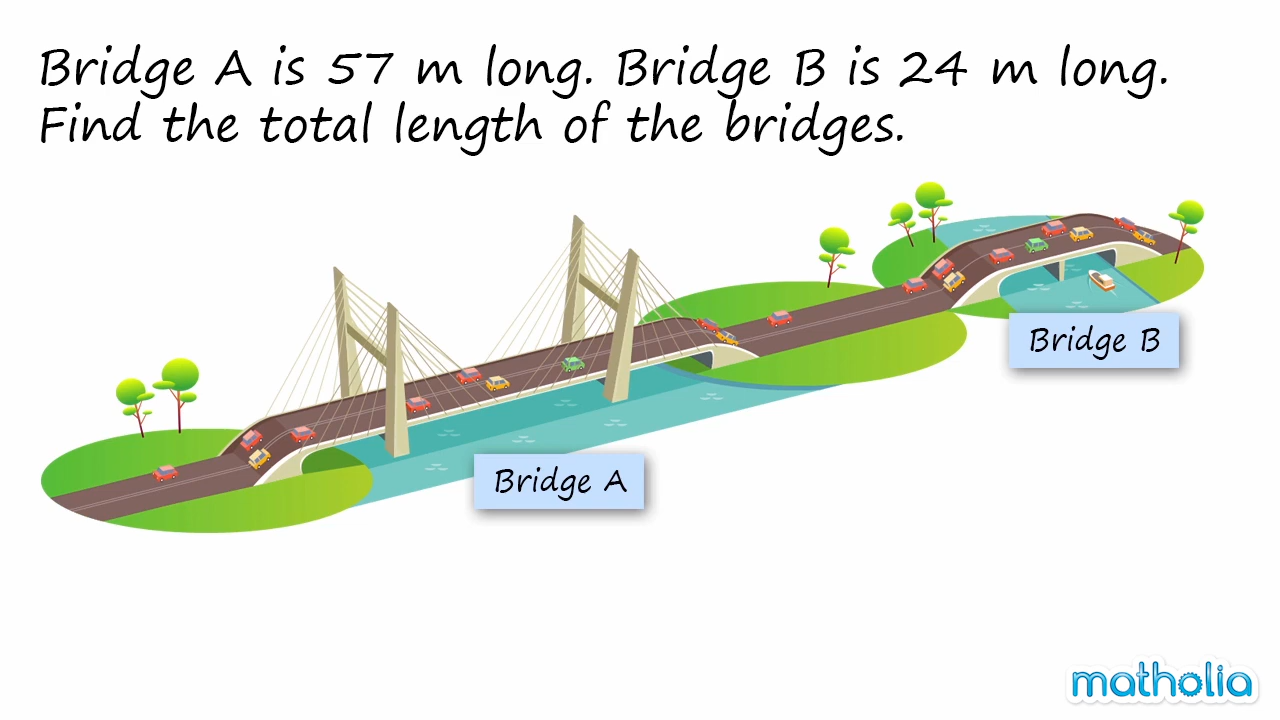 Bridge A is 57 m long. Bridge B is 24 m long.
Find the total length of the bridges.
Bridge B
Bridge A
matholia